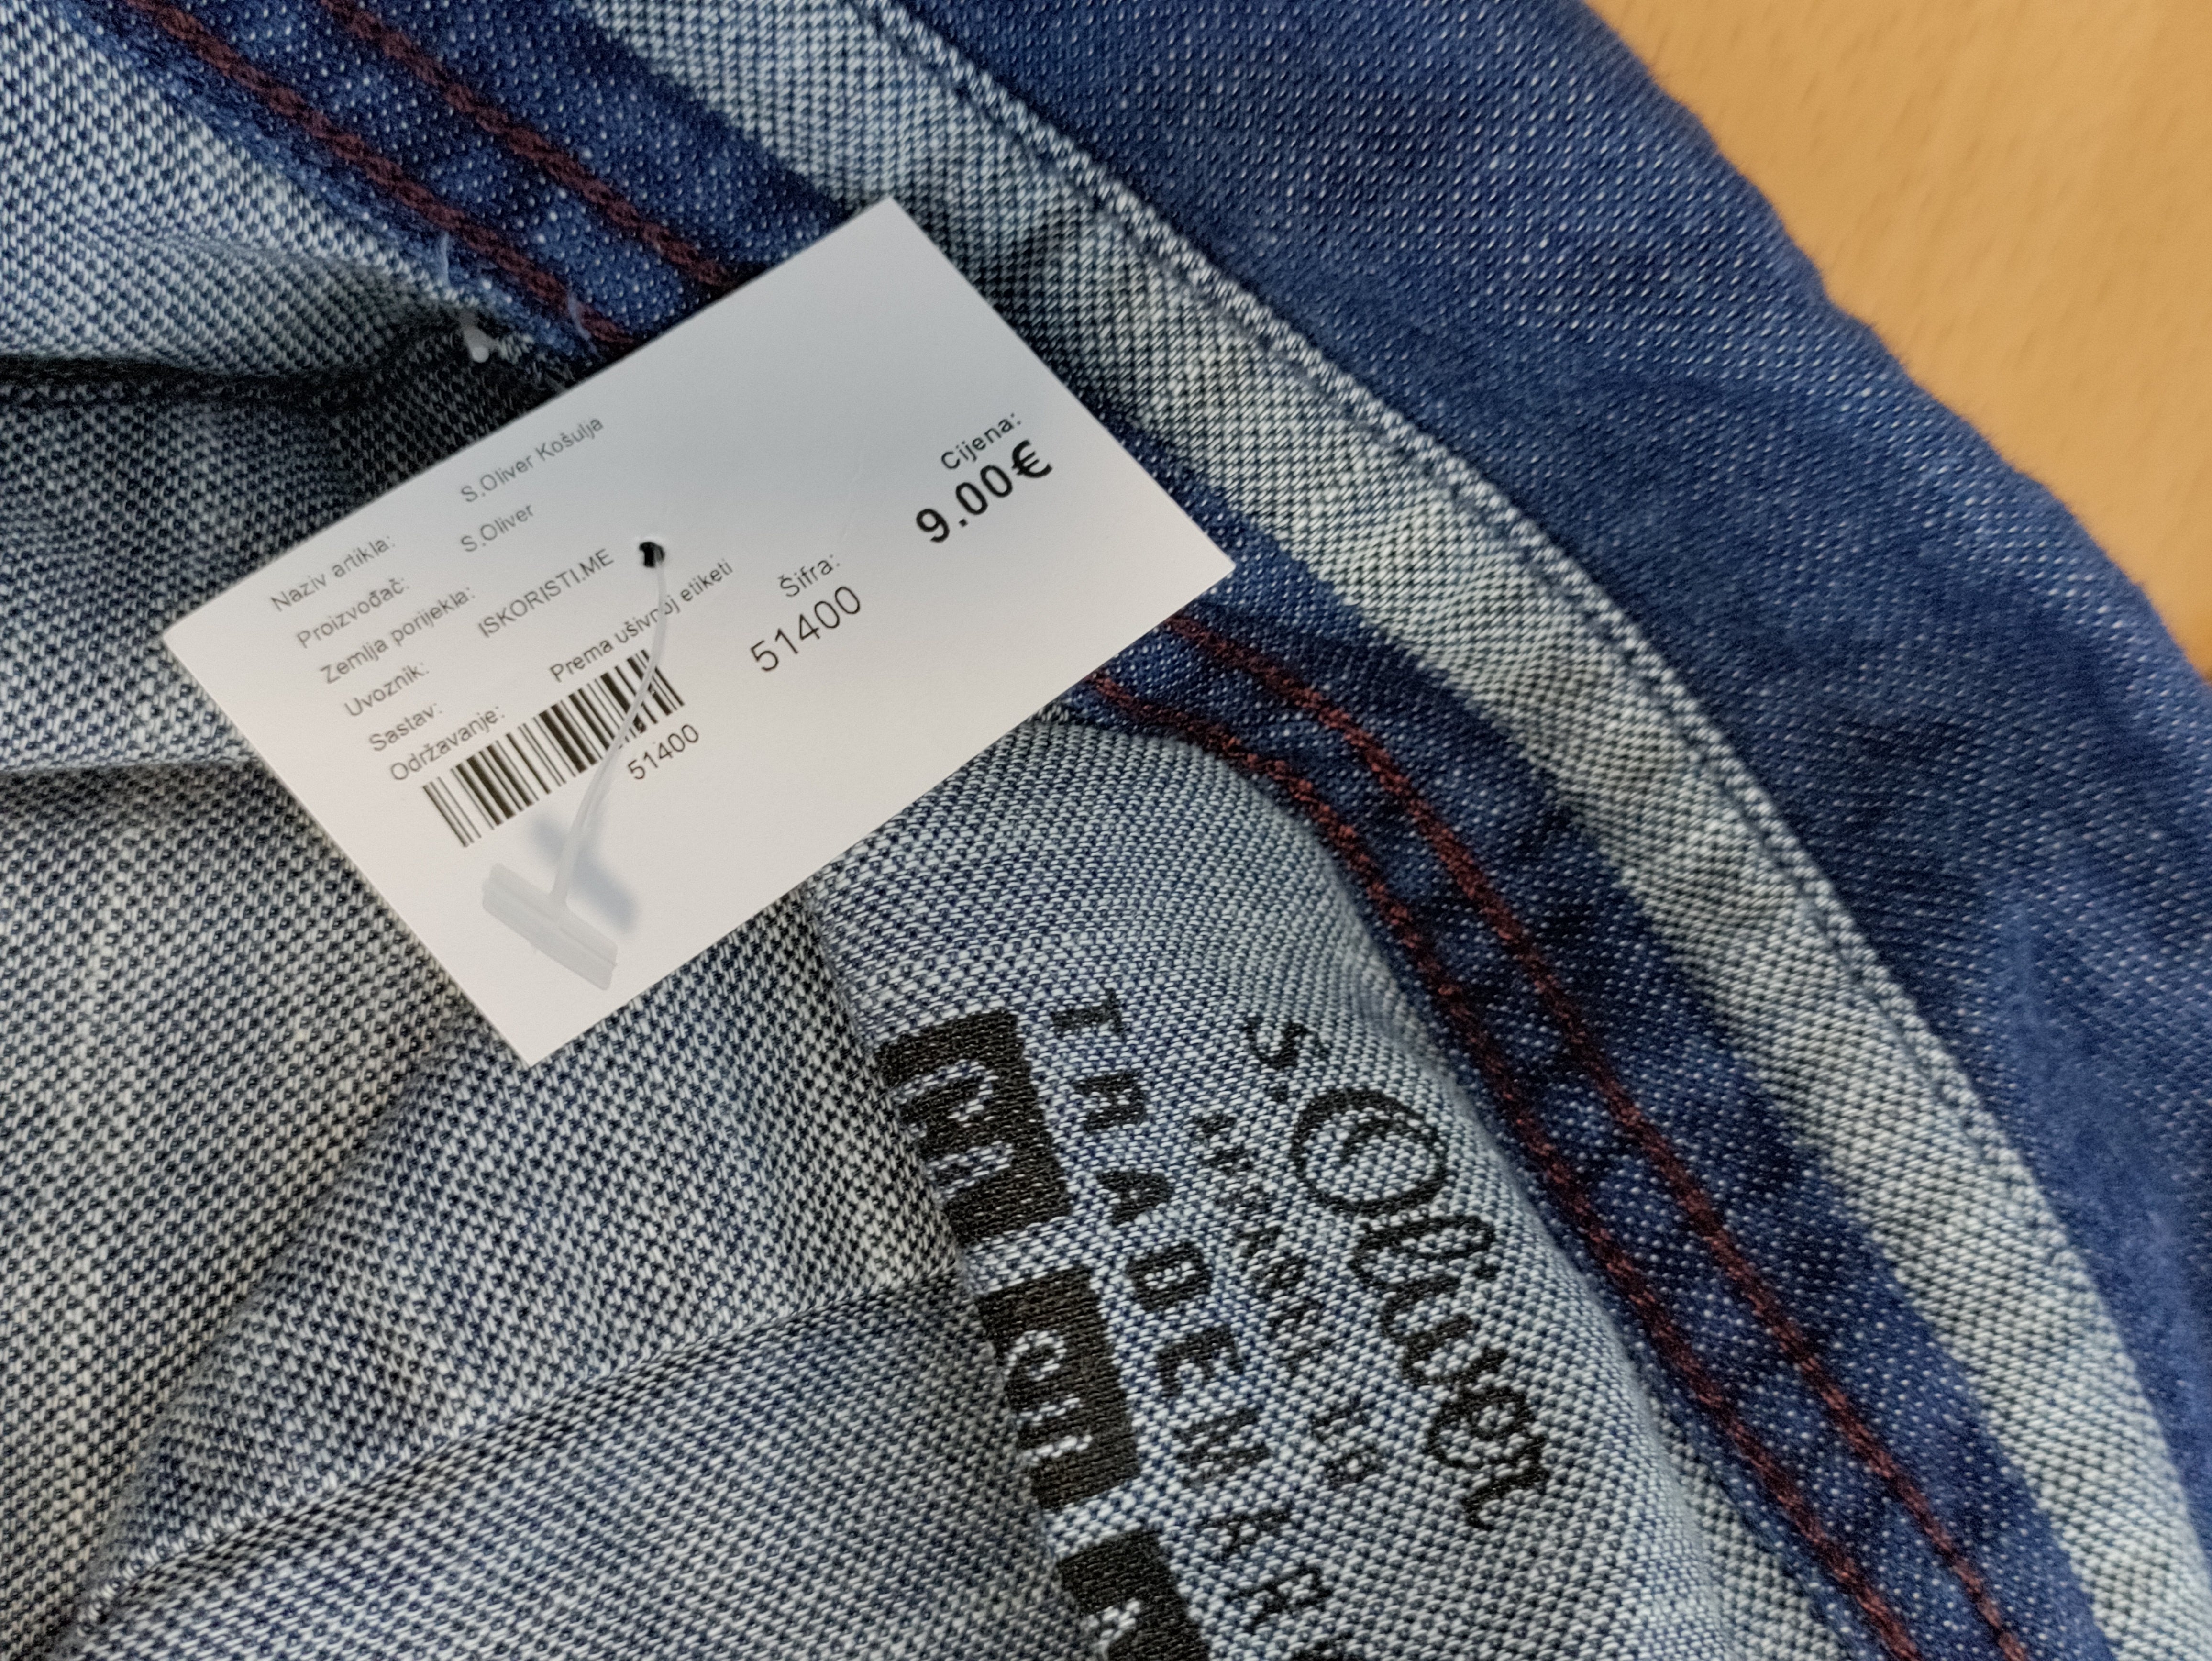 Naziv artikla: S.Oliver Košulja
Proizvođač: S.Oliver
Zemlja porijekla:
Uvoznik: ISKORISTI.ME
Sastav:
Održavanje: Prema ušivnoj etiketi
51400
Šifra:
51400
Cijena:
9.00€
s.Oliver
TRADEMARK